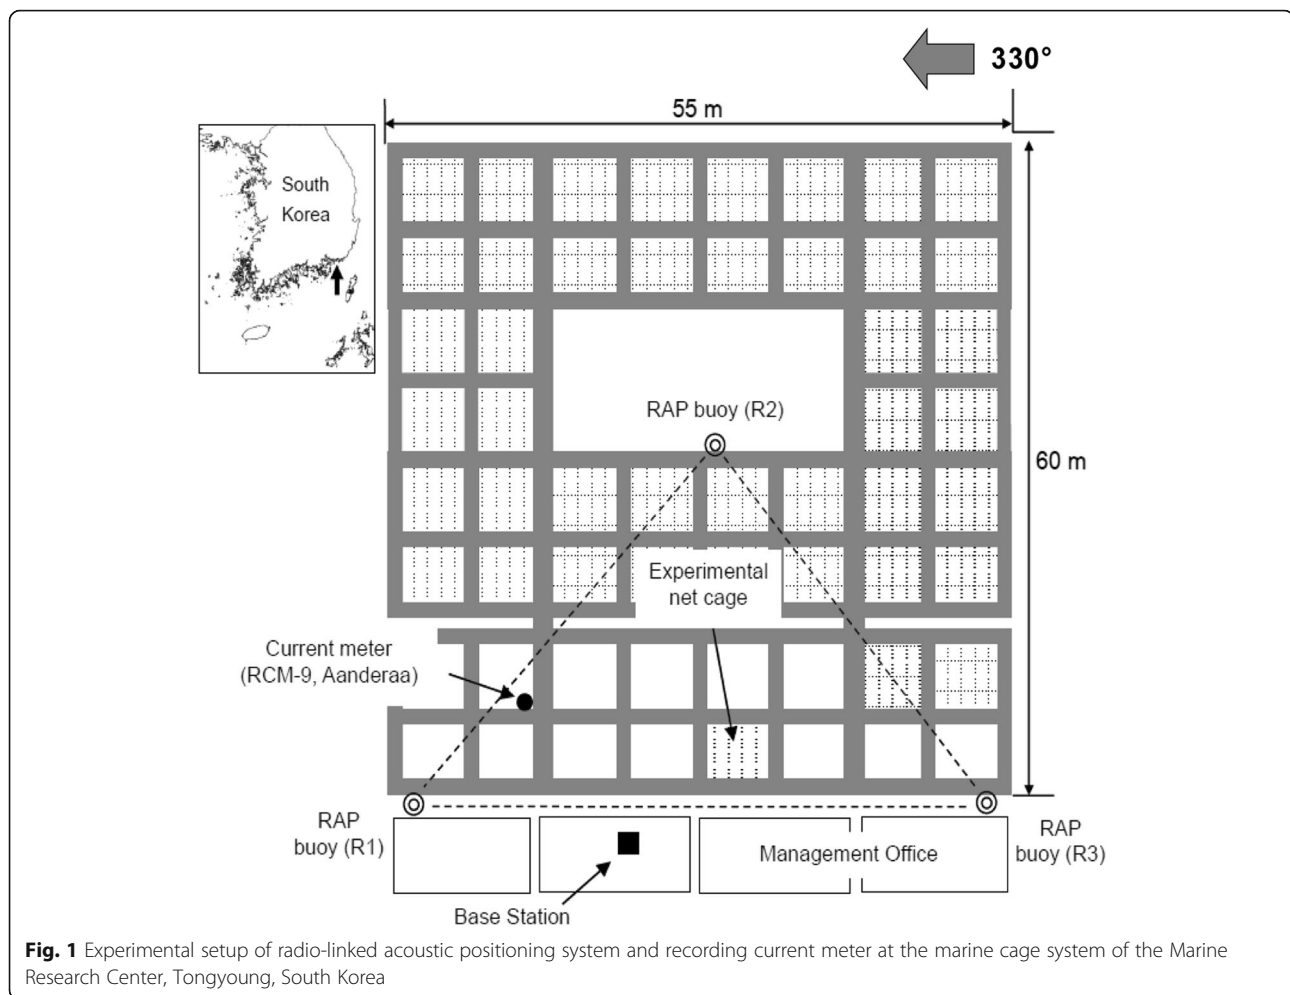 330°
55 m
South
Korea
RAP buoy (R2)
60 m
Experimental
net cage
Current meter
(RCM-9, Aanderaa)
RAP
buoy (R1)
RAP
buoy (R3)
Management Office
Base Station
Fig. 1 Experimental setup of radio-linked acoustic positioning system and recording current meter at the marine cage system of the Marine
Research Center, Tongyoung, South Korea